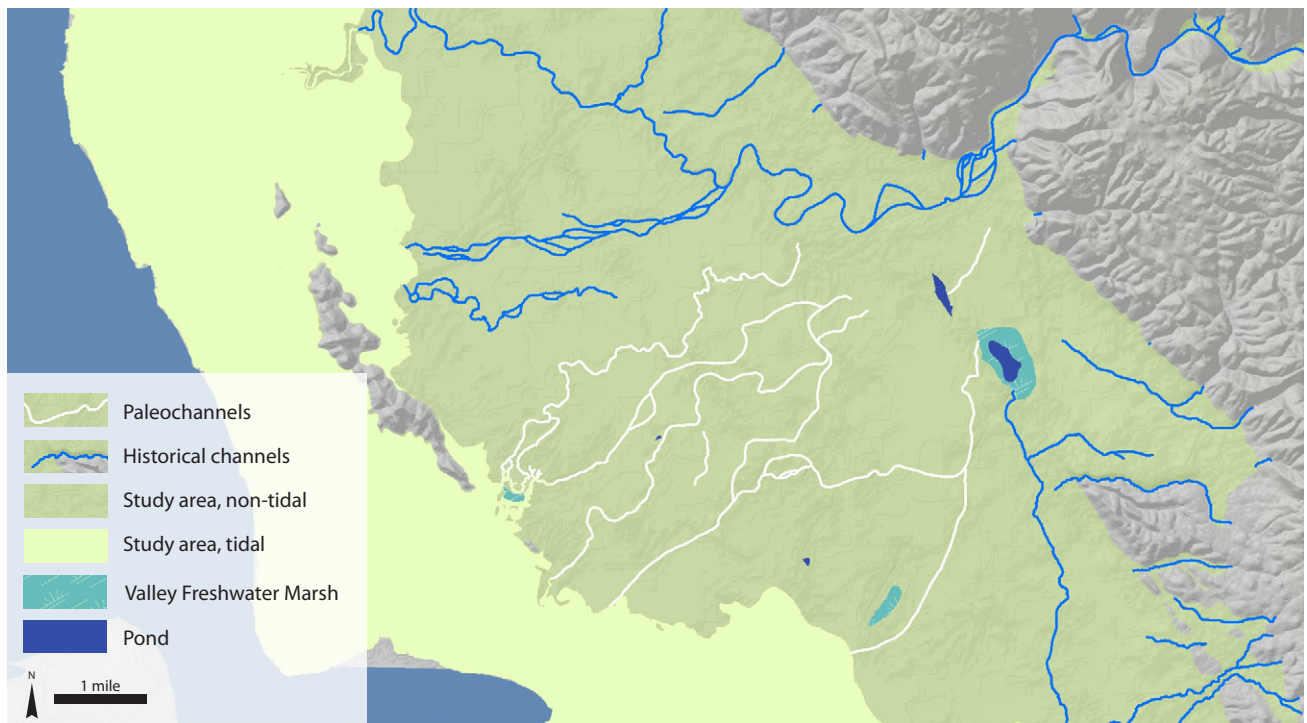 Paleochannels
Historical channels
Study area, non-tidal
Study area, tidal
Valley Freshwater Marsh
Pond
N
1 mile